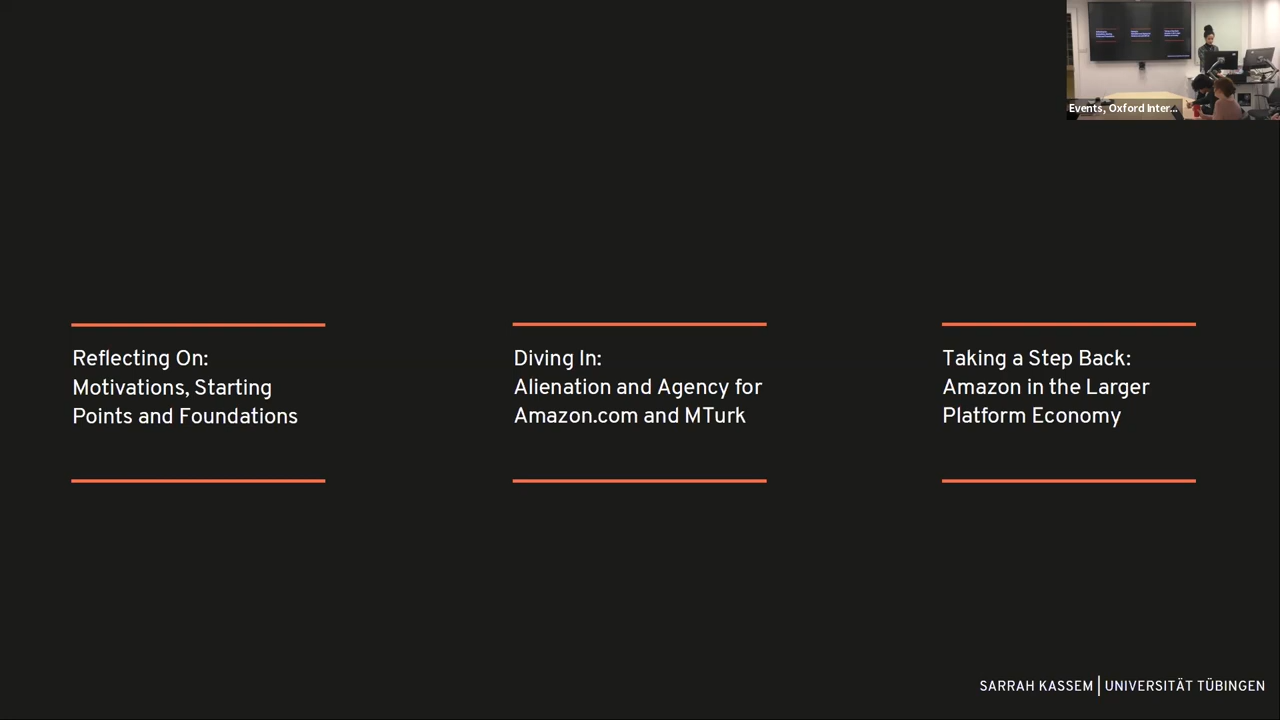 Events, Oxford Inter...
Reflecting On:
Motivations, Starting
Points and Foundations
Diving In:
Alienation and Agency for
Amazon.com and MTurk
Taking a Step Back:
Amazon in the Larger
Platform Economy
SARRAH KASSEM | UNIVERSITÄT TÜBINGEN